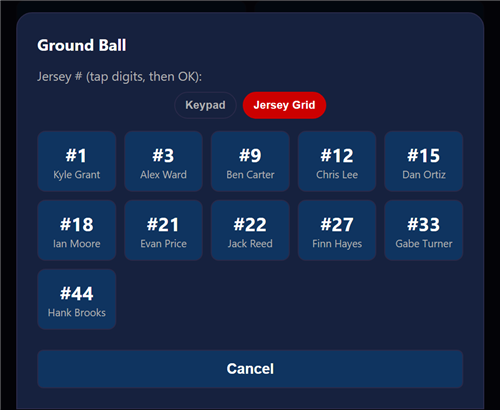 Ground Ball
Jersey # (tap digits, then OK):
Keypad Jersey Grid
#1 #3 #9 #12 #15
Kyle Grant Alex Ward Ben Carter Chris Lee Dan Ortiz
#18 #21 #22 #27 #33
Ian Moore Evan Price Jack Reed Finn Hayes Gabe Turner
#44
Hank Brooks
Cancel